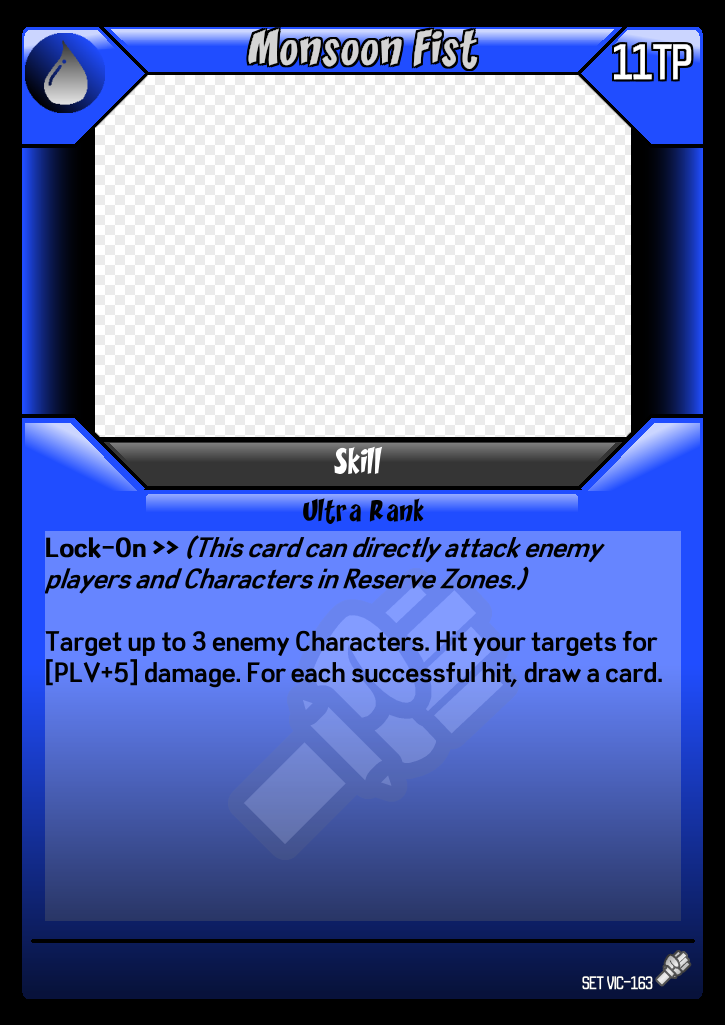 Monsoon Fist
11TP
Skill
Ultra Rank
Lock-On >> (This card can directly attack enemy
players and Characters in Reserve Zones.)
Target up to 3 enemy Characters. Hit your targets for
[PLV+5] damage. For each successful hit, draw a card.
SET VIC-163